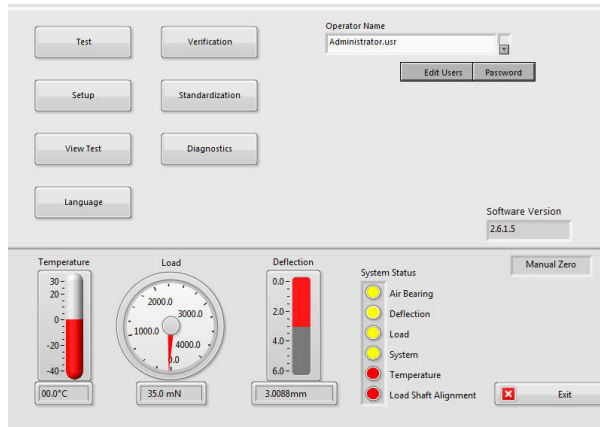 Operator Name
Test
Verification
Administrator.usr
Edit Users
Password
Setup
Standardization
View Test
Diagnostics
Language
Software Version
2.6.1.5
Temperature
Load
Deflection
System Status
Manual Zero
30
20
0
-20
-40
00.0°C
0.0
1000.0
2000.0
3000.0
4000.0
35.0 mN
0.0
2.0
4.0
6.0
3.0088mm
Air Bearing
Deflection
Load
System
Temperature
Load Shaft Alignment
Exit